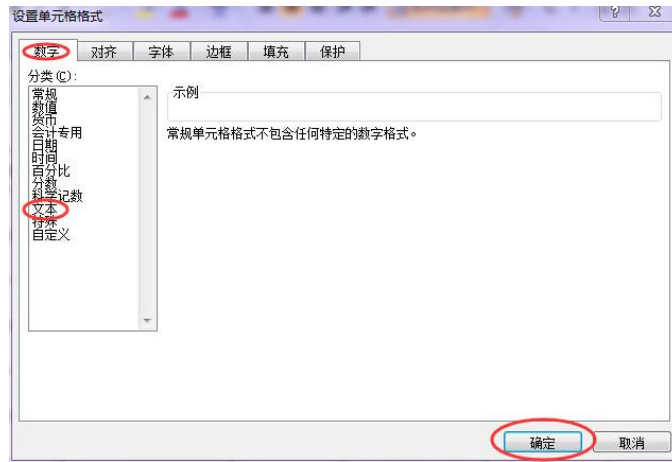 设置单元格格式
数字 对齐 字体 边框 填充 保护
分类(C):
常规
数值
货币
会计专用
日期
时间
百分比
分数
科学记数
文本
特殊
自定义
示例
常规单元格格式不包含任何特定的数字格式。
确定 取消